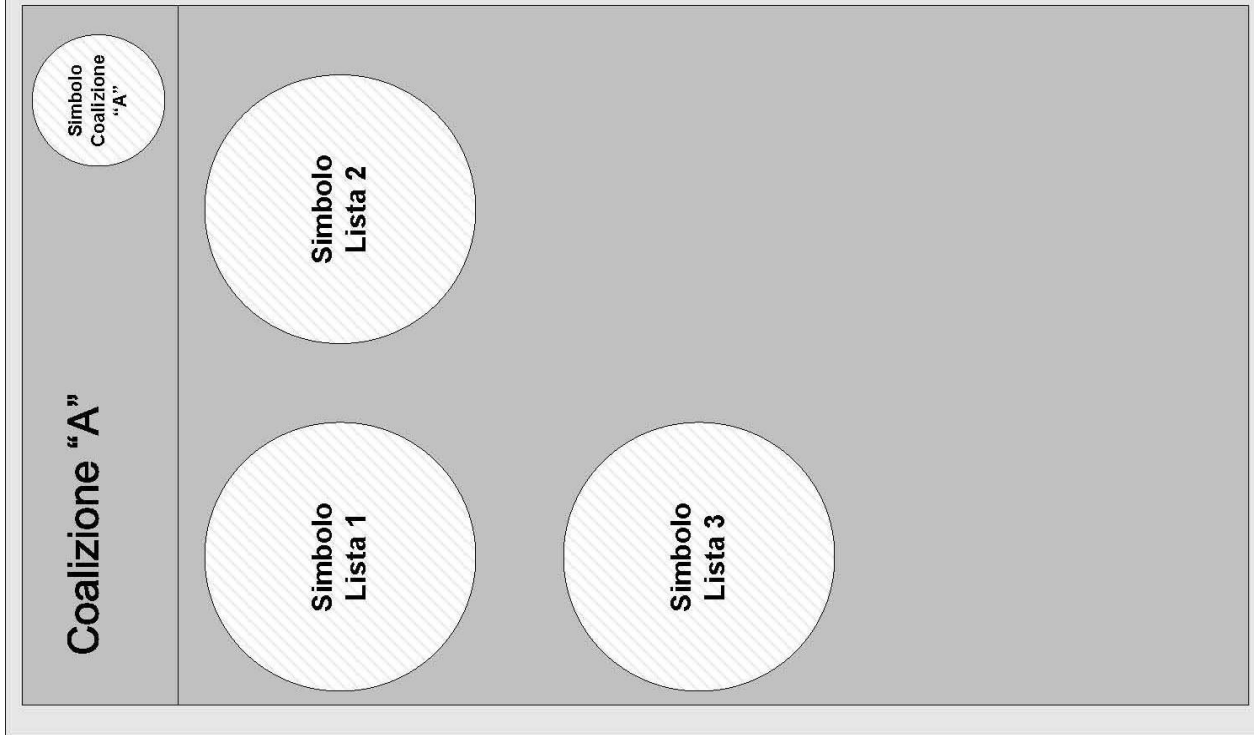 Coalizione “A”
Simbolo
Coalizione
“A”
Simbolo
Lista 1
Simbolo
Lista 2
Simbolo
Lista 3